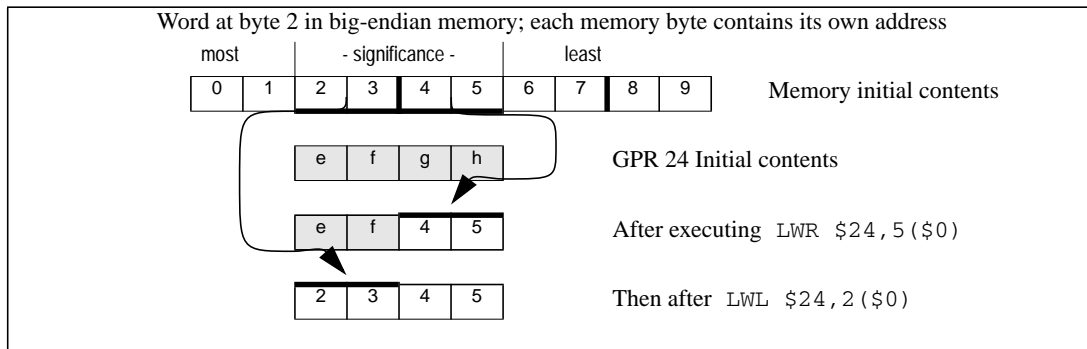 Word at byte 2 in big-endian memory; each memory byte contains its own address
most - significance - least
0 1 2 3 4 5 6 7 8 9 Memory initial contents
e f g h GPR 24 Initial contents
e f 4 5 After executing LWR $24,5($0)
2 3 4 5 Then after LWL $24,2($0)